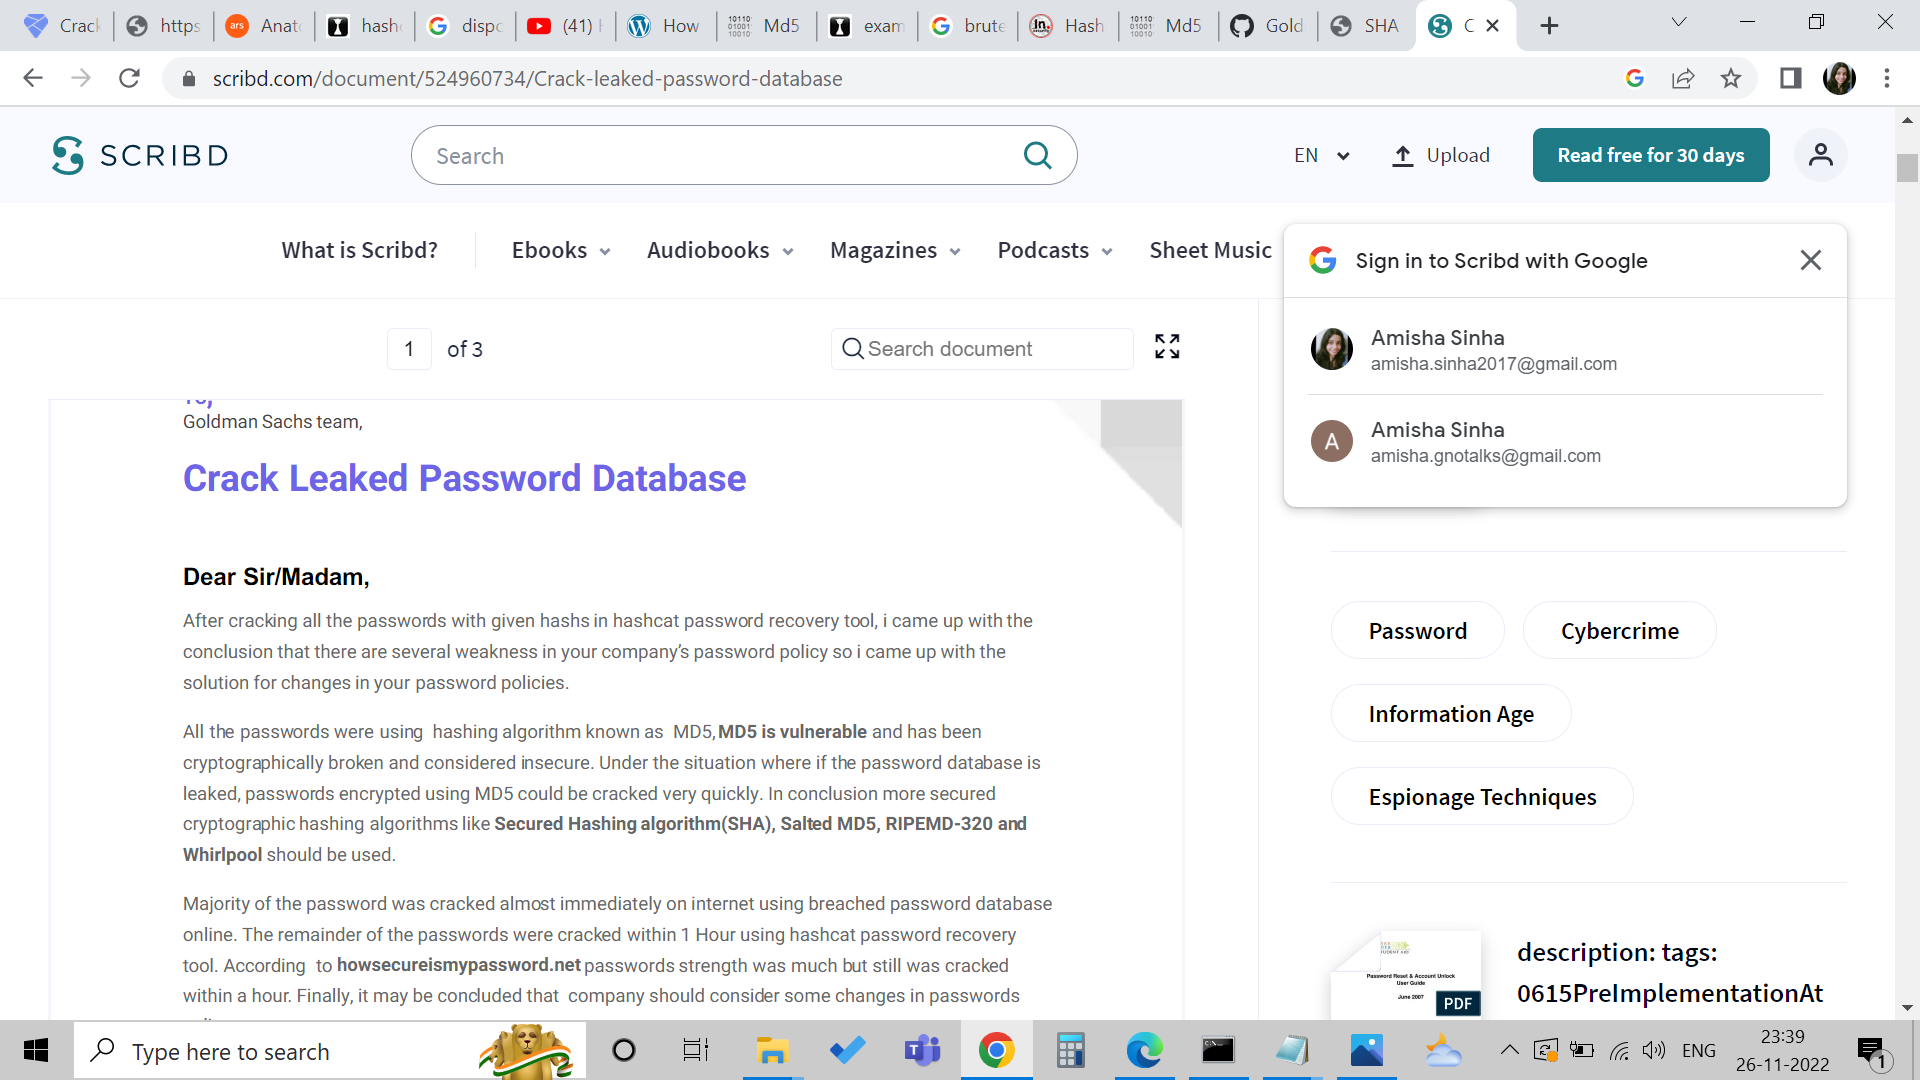 Crac
https
Anat
hash
dispo
(41) H
How
Md5
exam
brute
Hash
Md5
Gold
SHA
C
scribd.com/document/524960734/Crack-leaked-password-database
SCRIBD
Search
EN
Upload
Read free for 30 days
What is Scribd?
Ebooks
Audiobooks
Magazines
Podcasts
Sheet Music
Sign in to Scribd with Google
Amisha Sinha
amisha.sinha2017@gmail.com
A
Amisha Sinha
amisha.gnotalks@gmail.com
1 of 3
Search document
To,
Goldman Sachs team,
Crack Leaked Password Database
Dear Sir/Madam,
After cracking all the passwords with given hashs in hashcat password recovery tool, i came up with the
conclusion that there are several weakness in your company's password policy so i came up with the
solution for changes in your password policies.
All the passwords were using hashing algorithm known as MD5, MD5 is vulnerable and has been
cryptographically broken and considered insecure. Under the situation where if the password database is
leaked, passwords encrypted using MD5 could be cracked very quickly. In conclusion more secured
cryptographic hashing algorithms like Secured Hashing algorithm(SHA), Salted MD5, RIPEMD-320 and
Whirlpool should be used.
Majority of the password was cracked almost immediately on internet using breached password database
online. The remainder of the passwords were cracked within 1 Hour using hashcat password recovery
tool. According to howsecureismypassword.net passwords strength was much but still was cracked
within a hour. Finally, it may be concluded that company should consider some changes in passwords
Password
Cybercrime
Information Age
Espionage Techniques
Password Reset & Account Unlock
User Guide
June 2007
PDF
description: tags:
0615PreImplementationAt
Type here to search
ENG
23:39
26-11-2022
1